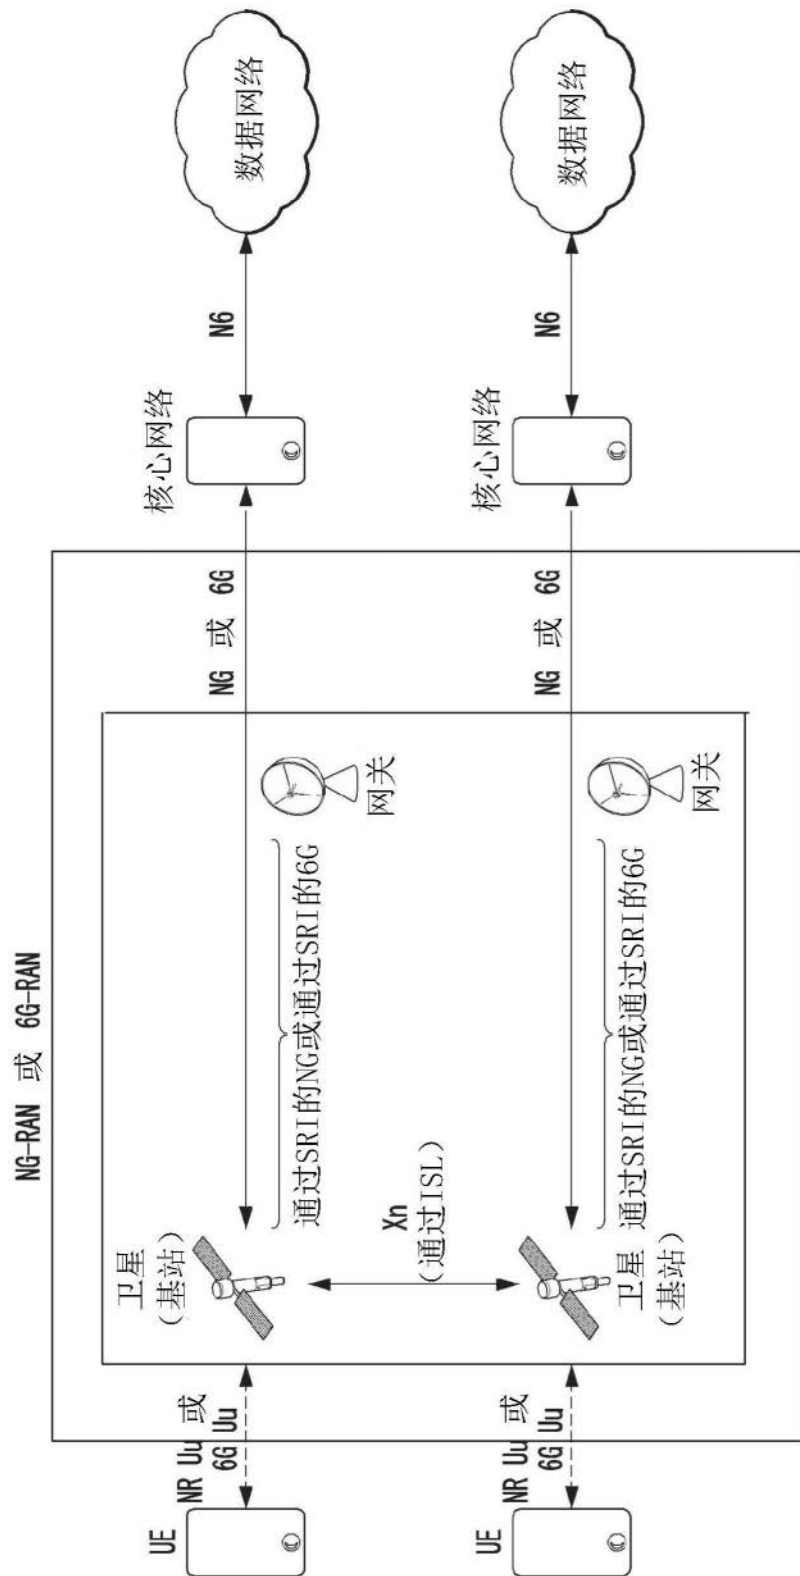 NG-RAN 或 6G-RAN
UE
NR Uu 或
6G Uu
卫星
(基站)
通过SRI的NG或通过SRI的6G
网关
NG 或 6G
核心网络
N6
数据网络
Xn
(通过ISL)
UE
NR Uu 或
6G Uu
卫星
(基站)
通过SRI的NG或通过SRI的6G
网关
NG 或 6G
核心网络
N6
数据网络